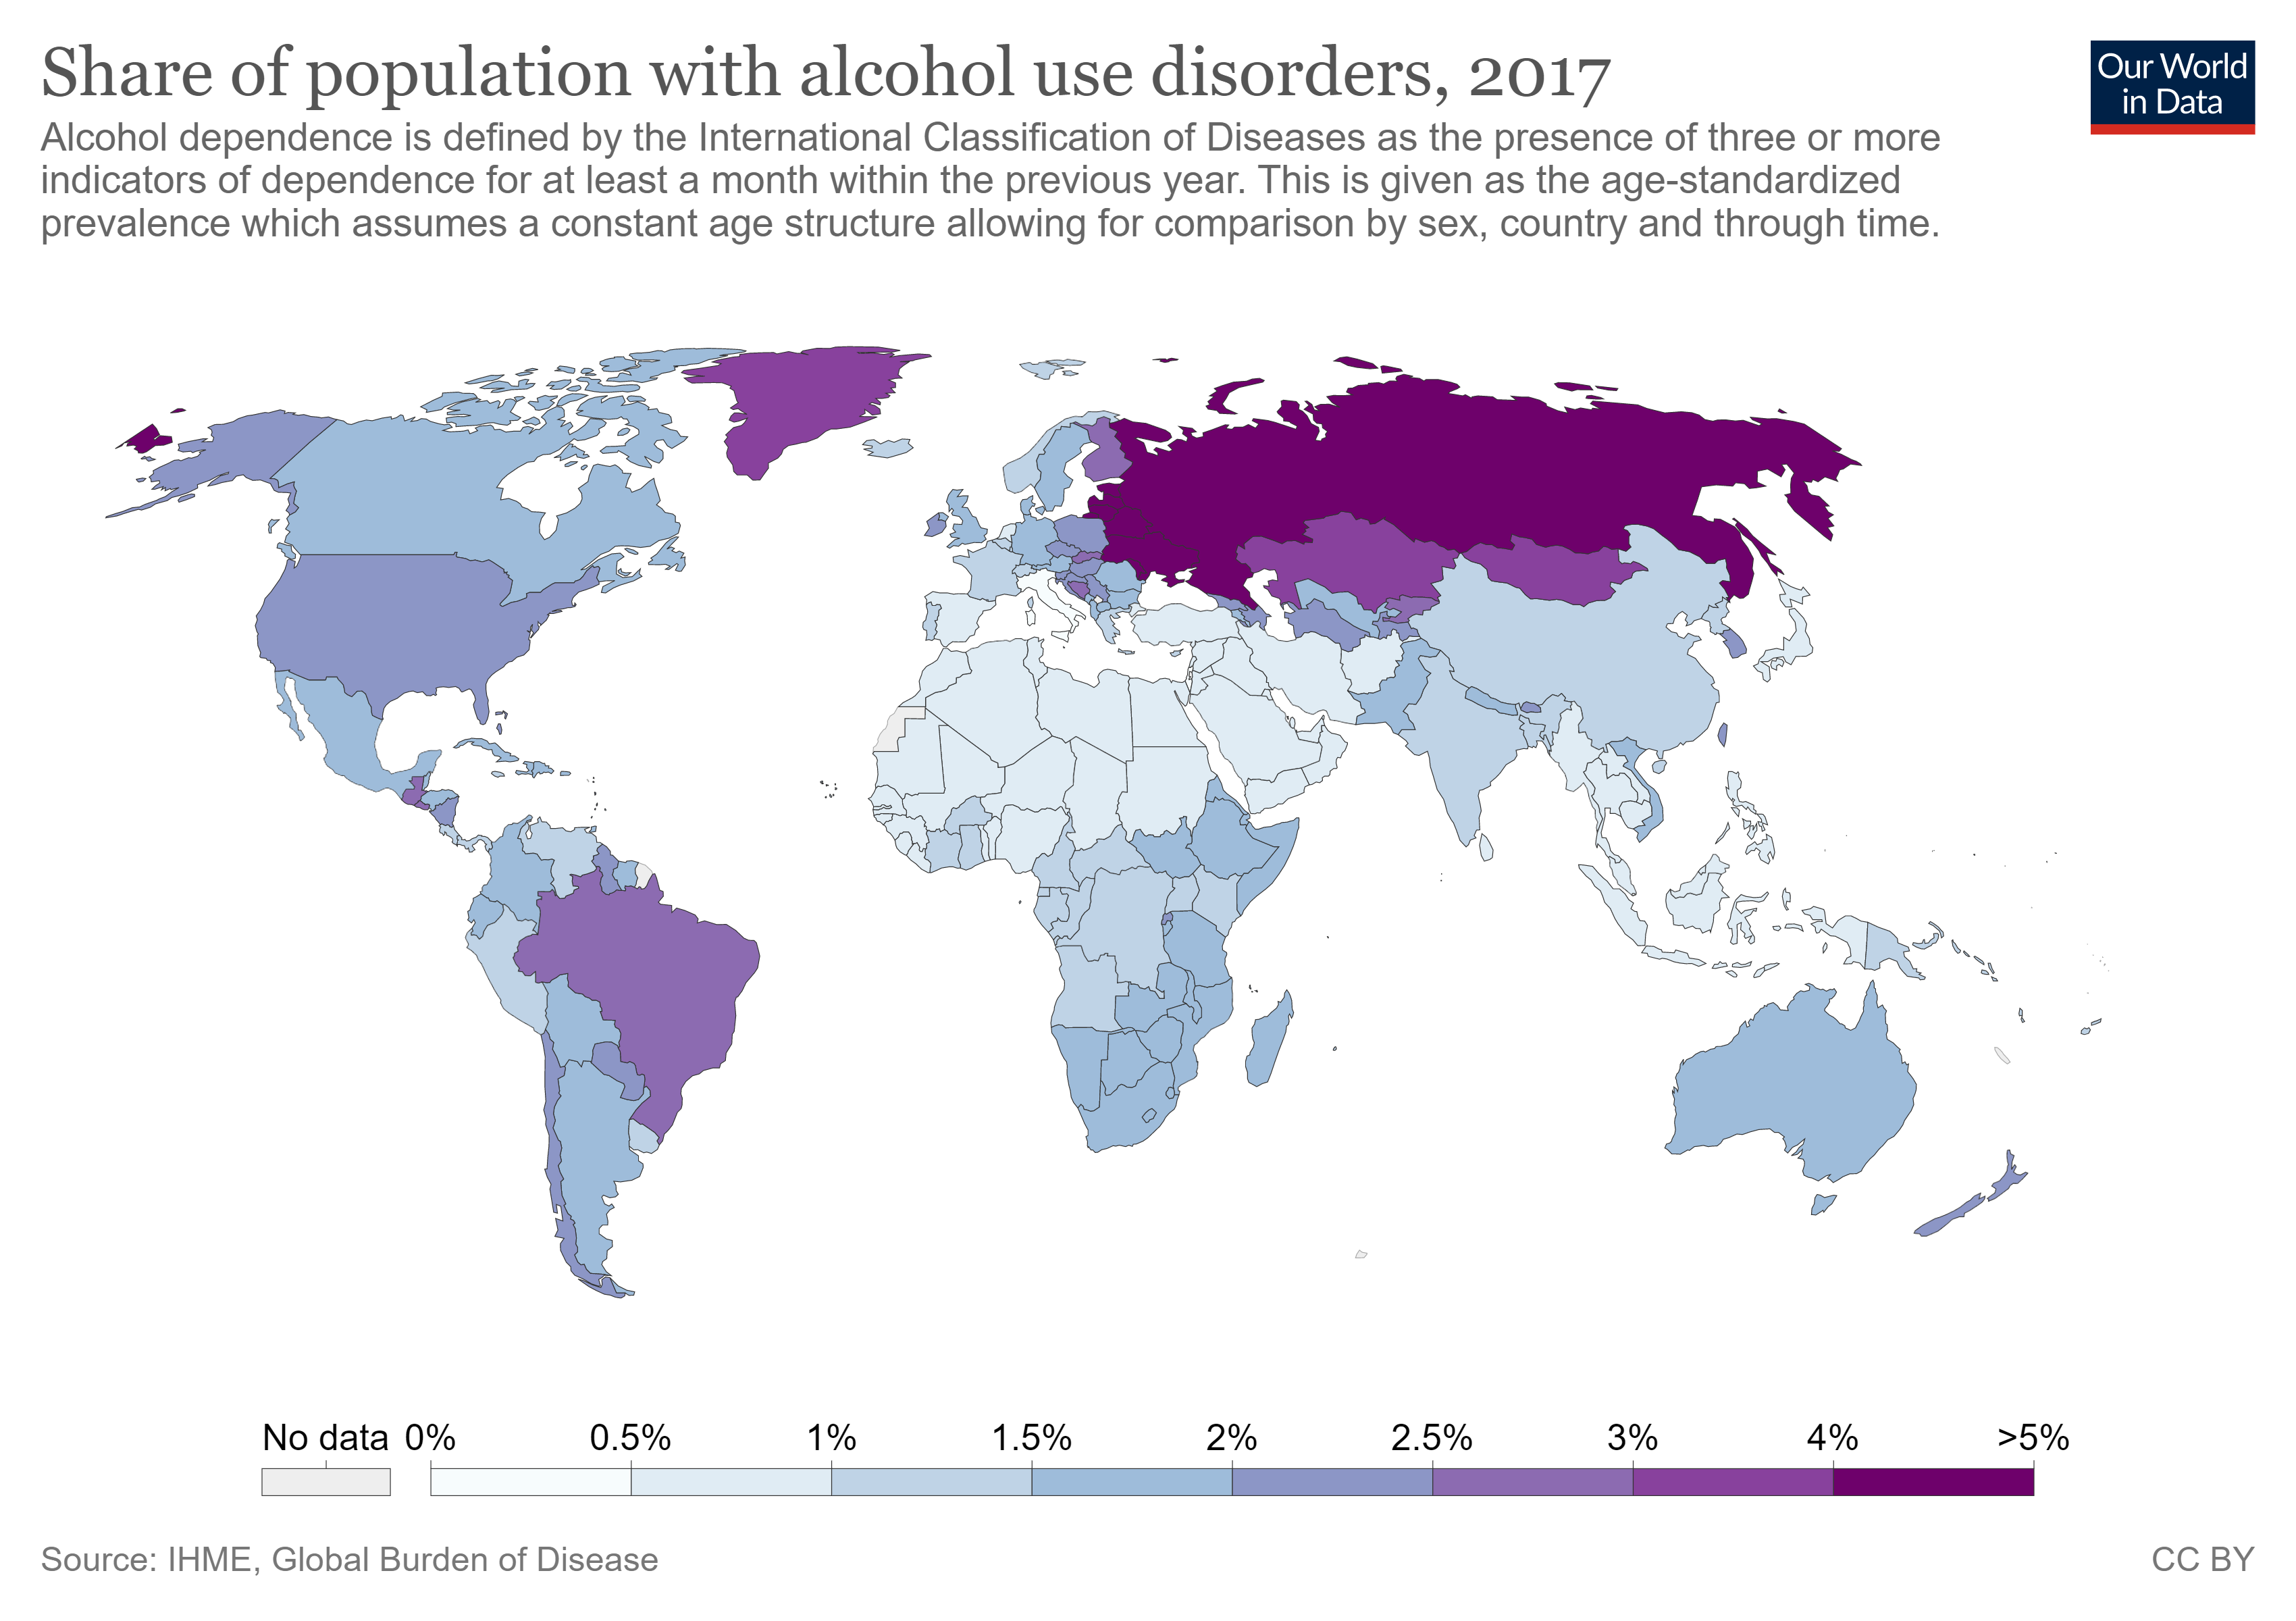 Share of population with alcohol use disorders, 2017
Our World
in Data
Alcohol dependence is defined by the International Classification of Diseases as the presence of three or more
indicators of dependence for at least a month within the previous year. This is given as the age-standardized
prevalence which assumes a constant age structure allowing for comparison by sex, country and through time.
No data 0% 0.5% 1% 1.5% 2% 2.5% 3% 4% >5%
Source: IHME, Global Burden of Disease
CC BY